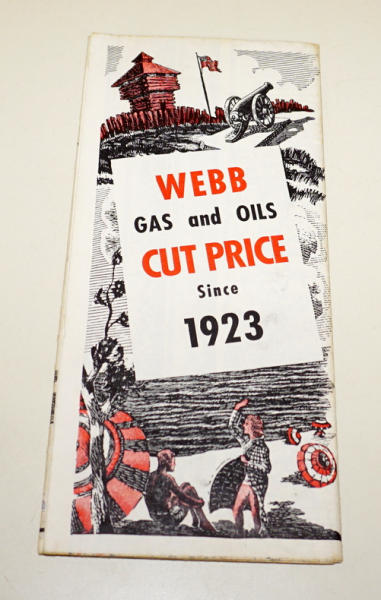 WEBB
GAS and OILS
CUT PRICE
Since
1923